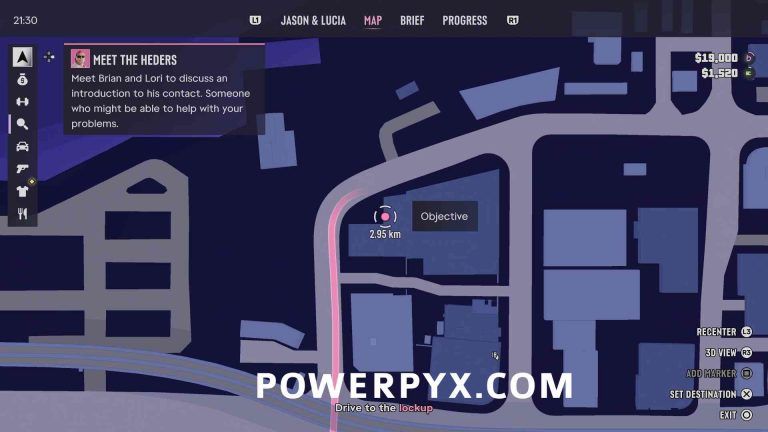 21:30
L1 JASON & LUCIA MAP BRIEF PROGRESS R1
MEET THE HEDERS
Meet Brian and Lori to discuss an
introduction to his contact. Someone
who might be able to help with your
problems.
$19,000
$1,520
Objective
2.95 km
RECENTER L3
3D VIEW R3
ADD MARKER
SET DESTINATION
EXIT
POWERPYX.COM
Drive to the lockup